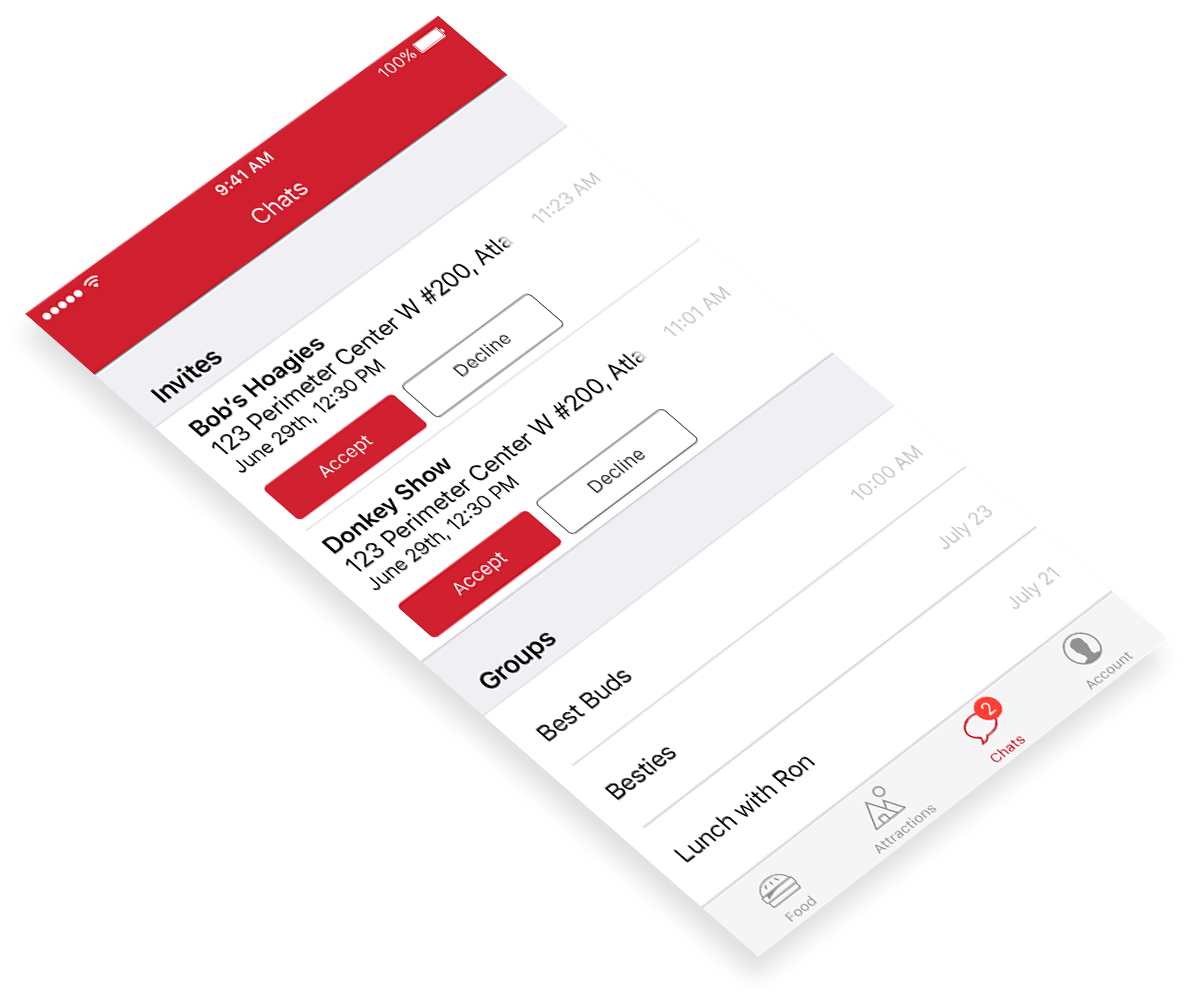 9:41 AM
100%
Chats
Invites
Bob's Hoagies
11:23 AM
123 Perimeter Center W #200, Atla
June 29th, 12:30 PM
Accept
Decline
Donkey Show
11:01 AM
123 Perimeter Center W #200, Atla
June 29th, 12:30 PM
Accept
Decline
Groups
Best Buds
10:00 AM
Besties
July 23
Lunch with Ron
July 21
Food
Attractions
2
Chats
Account